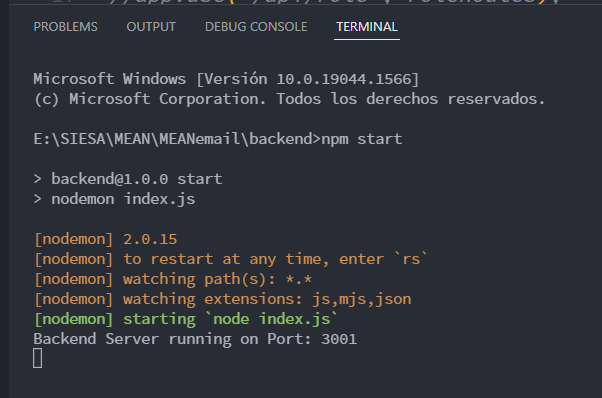 PROBLEMS OUTPUT DEBUG CONSOLE TERMINAL
Microsoft Windows [Versión 10.0.19044.1566]
(c) Microsoft Corporation. Todos los derechos reservados.
E:\SIESA\MEAN\MEANemail\backend>npm start
> backend@1.0.0 start
> nodemon index.js
[nodemon] 2.0.15
[nodemon] to restart at any time, enter `rs`
[nodemon] watching path(s): *.*
[nodemon] watching extensions: js,mjs,json
[nodemon] starting `node index.js`
Backend Server running on Port: 3001